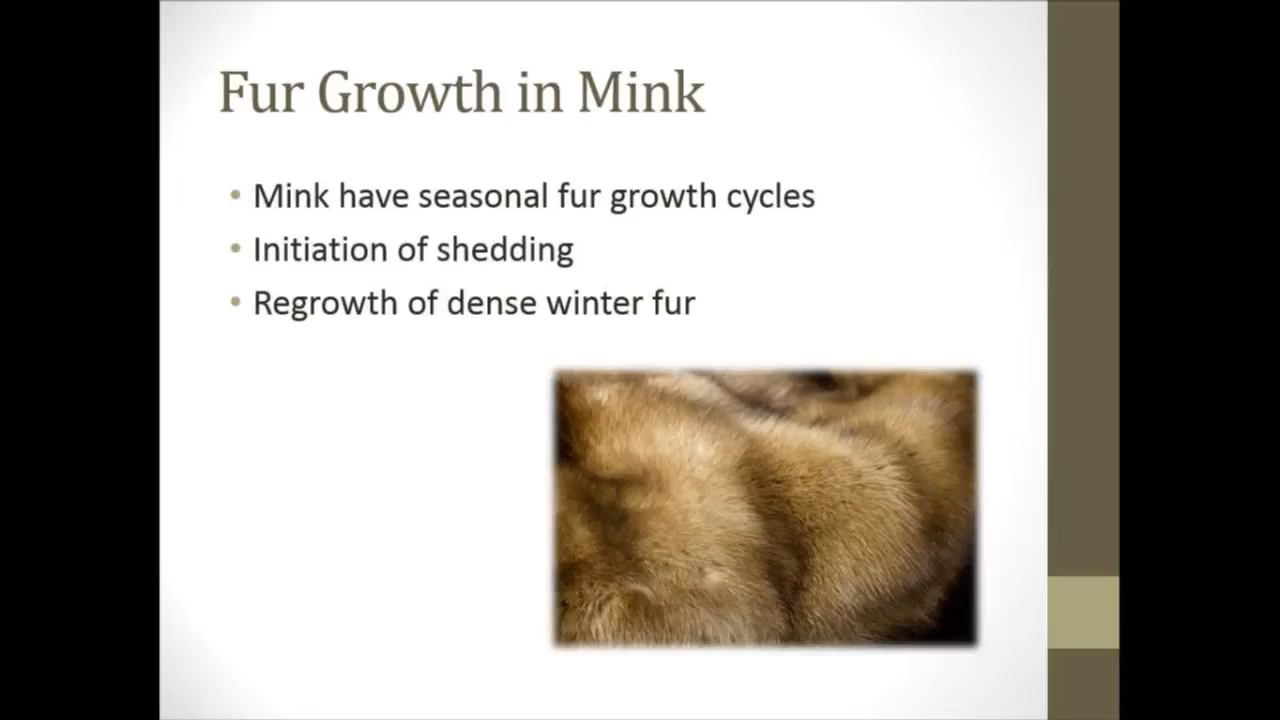 Fur Growth in Mink
• Mink have seasonal fur growth cycles
• Initiation of shedding
• Regrowth of dense winter fur